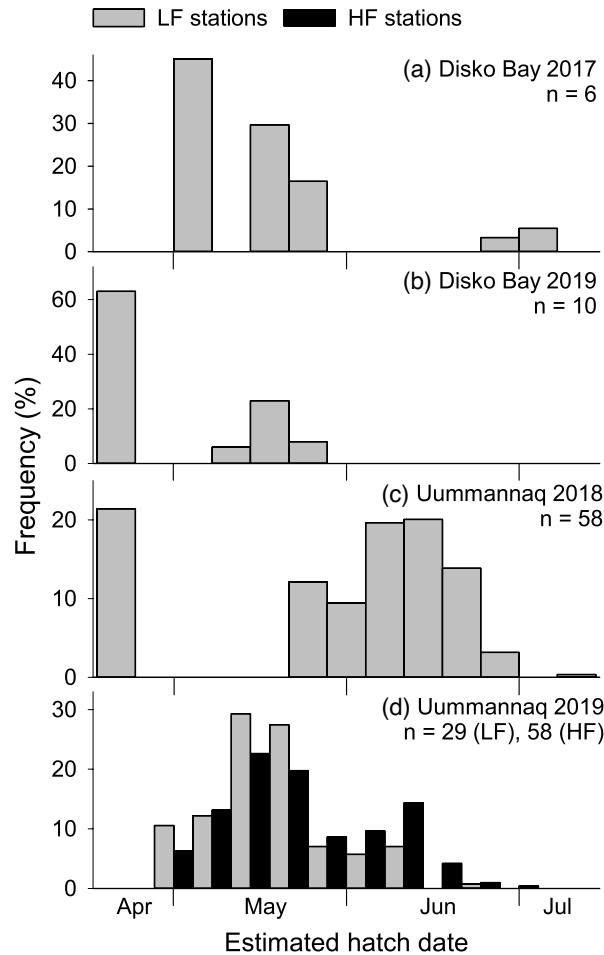 LF stations HF stations
(a) Disko Bay 2017
n = 6
40
30
20
10
0
(b) Disko Bay 2019
n = 10
60
40
20
0
(c) Uummannaq 2018
n = 58
20
10
0
(d) Uummannaq 2019
n = 29 (LF), 58 (HF)
30
20
10
0
Frequency (%)
Apr May Jun Jul
Estimated hatch date